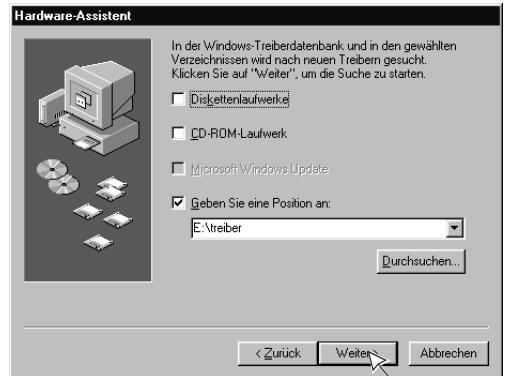 Hardware-Assistent
In der Windows-Treiberdatenbank und in den gewählten
Verzeichnissen wird nach neuen Treibern gesucht.
Klicken Sie auf "Weiter", um die Suche zu starten.
Diskettenlaufwerke
CD-ROM-Laufwerk
Microsoft Windows Update
Geben Sie eine Position an:
E:\treiber
Durchsuchen...
< Zurück Weiter > Abbrechen